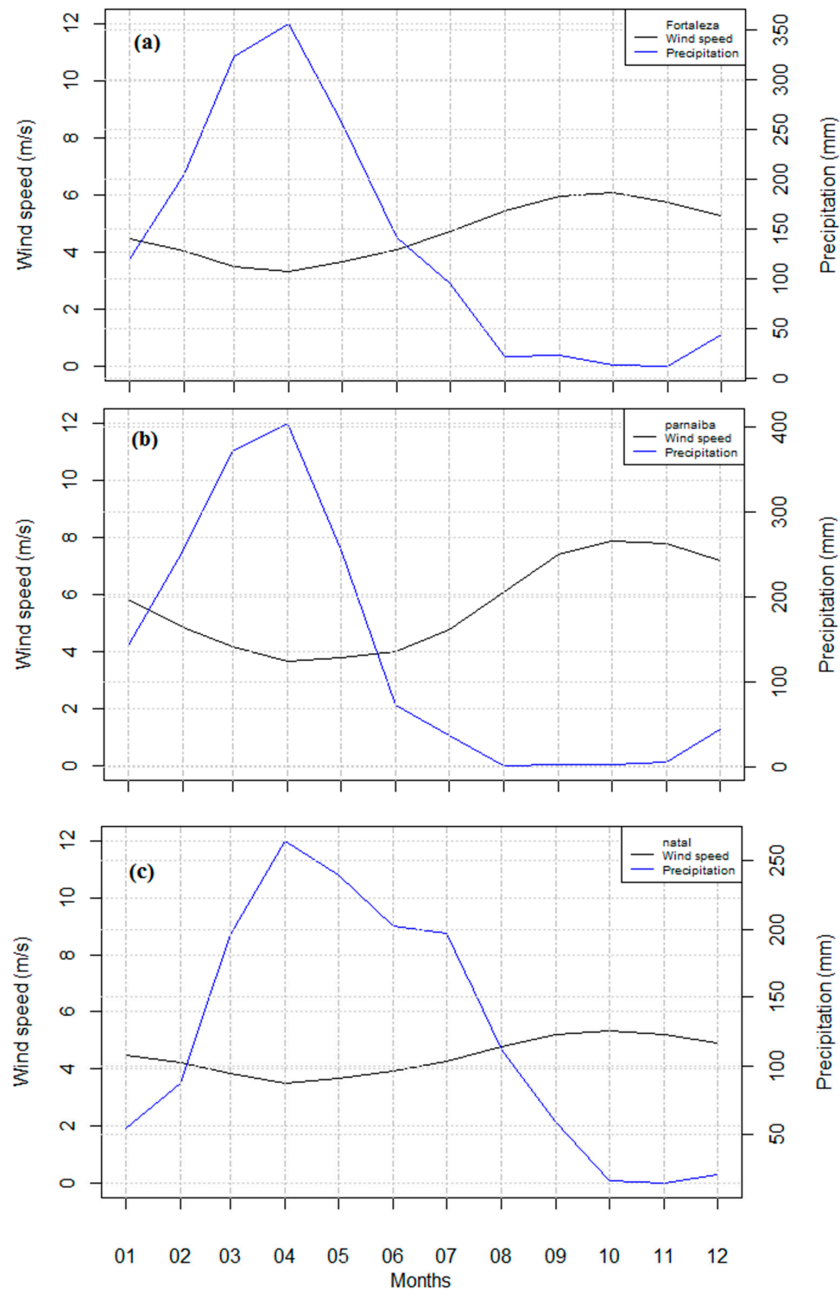 (a)
Fortaleza
Wind speed
Precipitation
Wind speed (m/s)
12
10
8
6
4
2
0
Precipitation (mm)
350
300
250
200
150
100
50
0
(b)
parnaiba
Wind speed
Precipitation
Wind speed (m/s)
12
10
8
6
4
2
0
Precipitation (mm)
400
300
200
100
0
(c)
natal
Wind speed
Precipitation
Wind speed (m/s)
12
10
8
6
4
2
0
Precipitation (mm)
250
200
150
100
50
01 02 03 04 05 06 07 08 09 10 11 12
Months